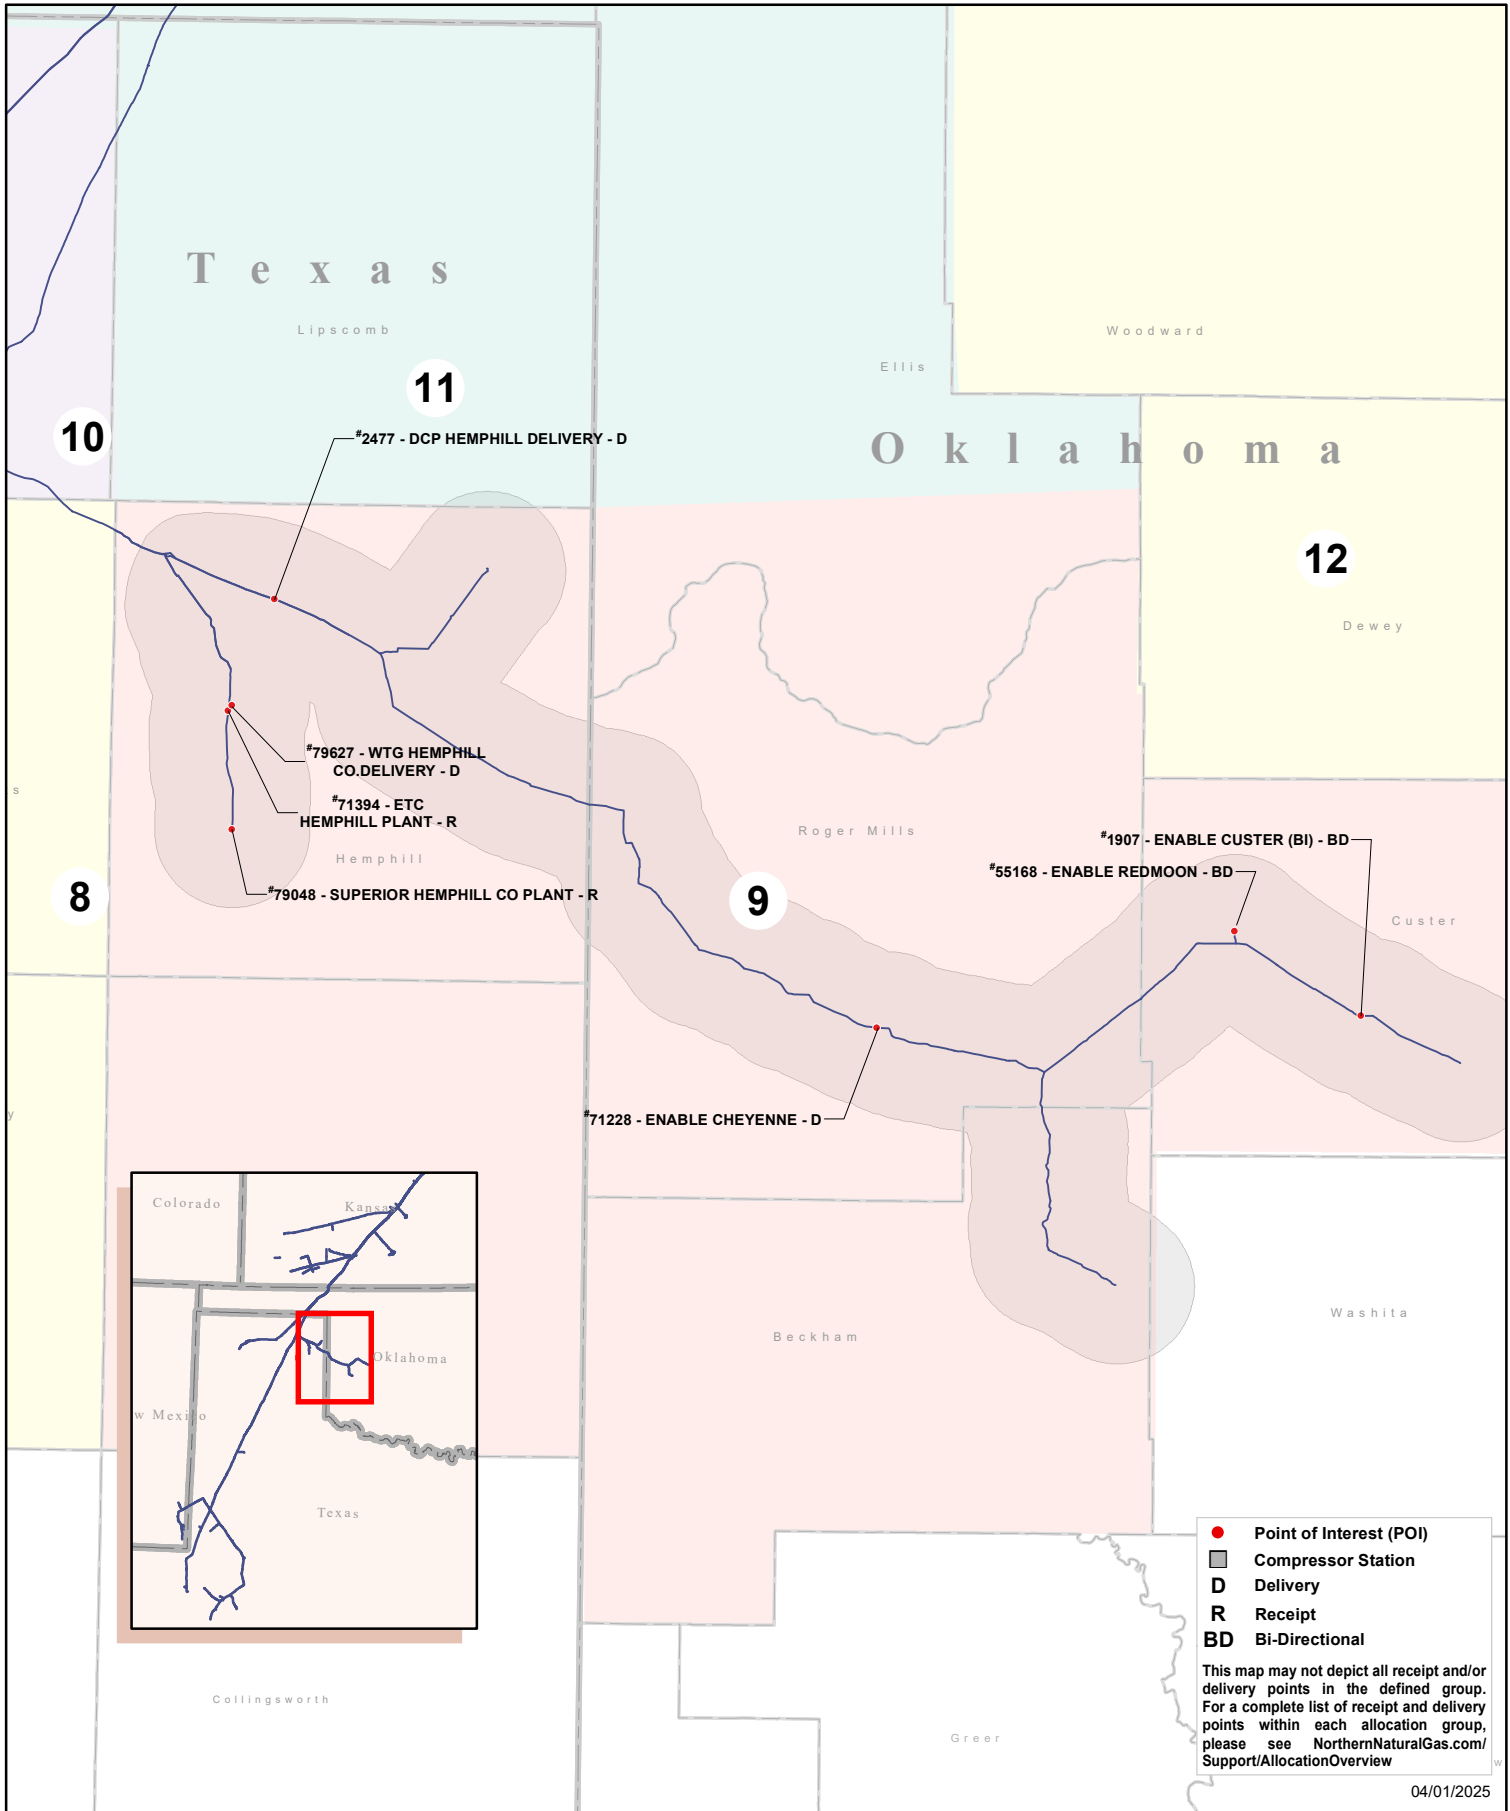 Texas
Lipscomb
11
10
#2477 - DCP HEMPHILL DELIVERY - D
Woodward
Ellis
Oklahoma
12
Dewey
#79627 - WTG HEMPHILL
CO.DELIVERY - D
s
#71394 - ETC
HEMPHILL PLANT - R
Hemphill
Roger Mills
#1907 - ENABLE CUSTER (BI) - BD
#55168 - ENABLE REDMOON - BD
8
#79048 - SUPERIOR HEMPHILL CO PLANT - R
9
Custer
y
#71228 - ENABLE CHEYENNE - D
Colorado
Kansas
Oklahoma
w Mexico
Texas
Beckham
Washita
Collingsworth
Greer
Point of Interest (POI)
Compressor Station
D Delivery
R Receipt
BD Bi-Directional
This map may not depict all receipt and/or
delivery points in the defined group.
For a complete list of receipt and delivery
points within each allocation group,
please see NorthernNaturalGas.com/
Support/AllocationOverview
w
04/01/2025